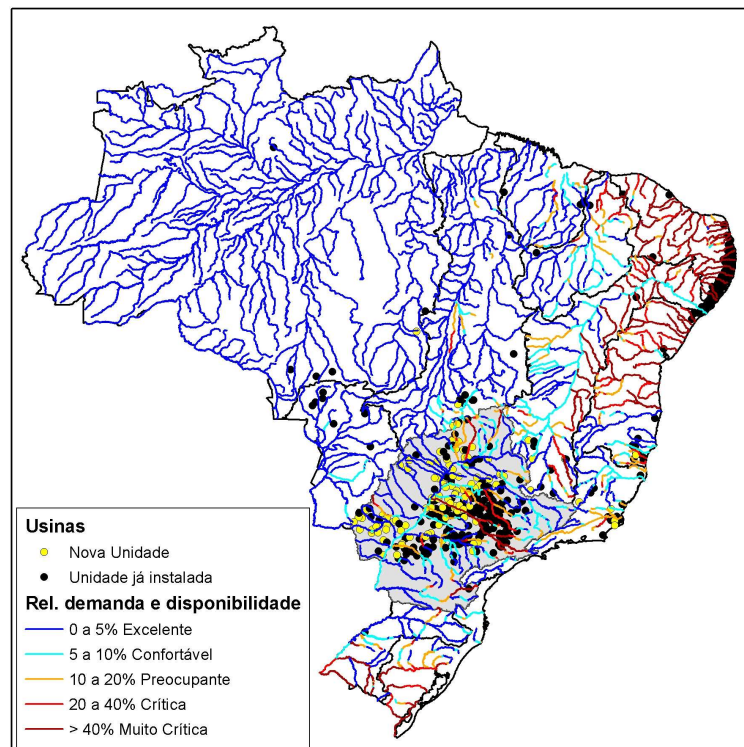 Usinas
Nova Unidade
Unidade já instalada
Rel. demanda e disponibilidade
0 a 5% Excelente
5 a 10% Confortável
10 a 20% Preocupante
20 a 40% Crítica
> 40% Muito Crítica